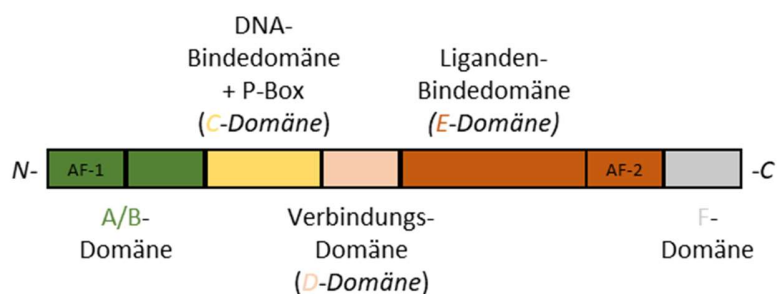 DNA-
Bindedomäne
+ P-Box
(C-Domäne)
Liganden-
Bindedomäne
(E-Domäne)
N-
AF-1
AF-2
-C
A/B-
Domäne
Verbindungs-
Domäne
(D-Domäne)
F-
Domäne